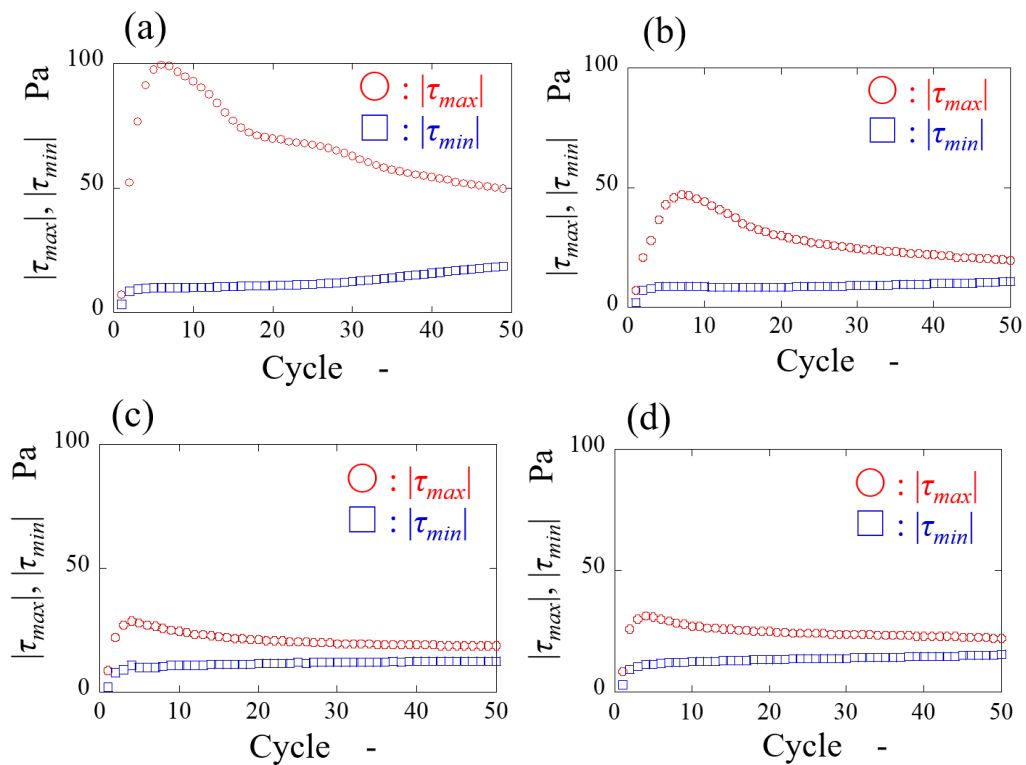 (a)
100
50
0
|τmax|, |τmin| Pa
: |τmax|
: |τmin|
0 10 20 30 40 50
Cycle -
(b)
100
50
0
|τmax|, |τmin| Pa
: |τmax|
: |τmin|
0 10 20 30 40 50
Cycle -
(c)
100
50
0
|τmax|, |τmin| Pa
: |τmax|
: |τmin|
0 10 20 30 40 50
Cycle -
(d)
100
50
0
|τmax|, |τmin| Pa
: |τmax|
: |τmin|
0 10 20 30 40 50
Cycle -